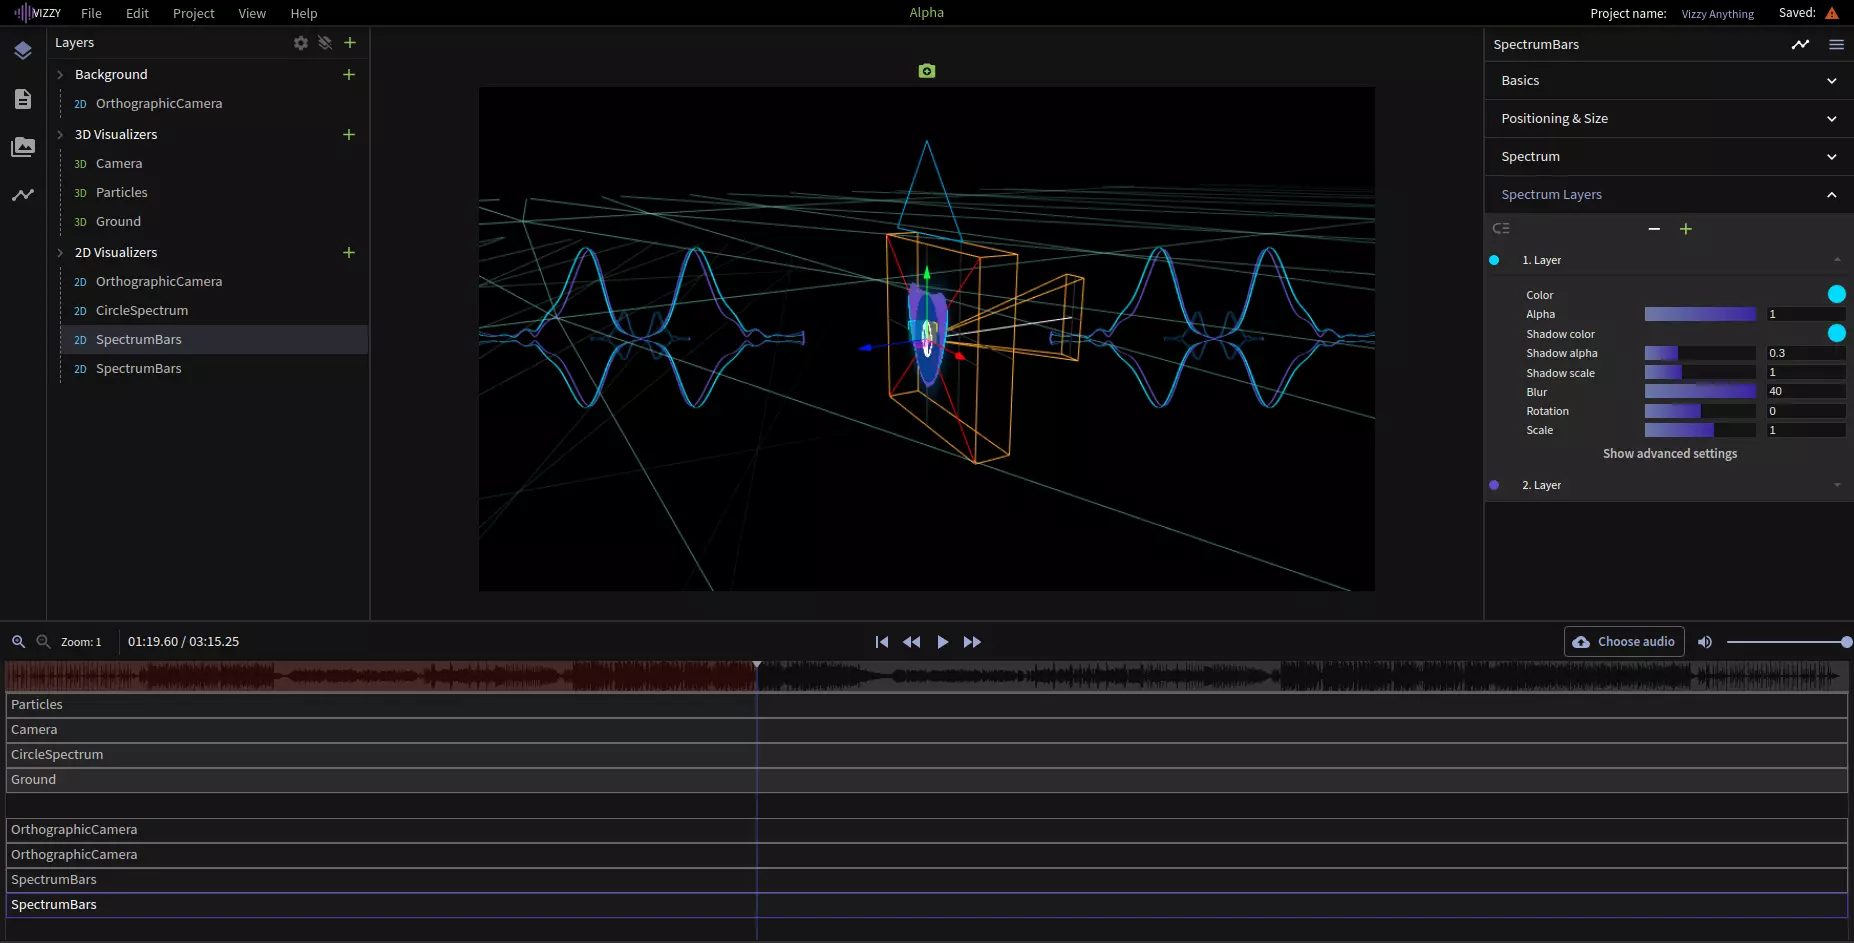 VIZZY File Edit Project View Help
Alpha
Project name: Vizzy Anything Saved:
Layers
Background
2D OrthographicCamera
3D Visualizers
3D Camera
3D Particles
3D Ground
2D Visualizers
2D OrthographicCamera
2D CircleSpectrum
2D SpectrumBars
2D SpectrumBars
SpectrumBars
Basics
Positioning & Size
Spectrum
Spectrum Layers
1. Layer
Color
Alpha 1
Shadow color
Shadow alpha 0.3
Shadow scale 1
Blur 40
Rotation 0
Scale 1
Show advanced settings
2. Layer
Zoom: 1 01:19.60 / 03:15.25
Choose audio
Particles
Camera
CircleSpectrum
Ground
OrthographicCamera
OrthographicCamera
SpectrumBars
SpectrumBars